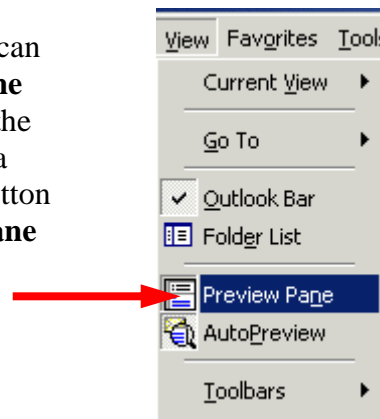 can
ne
the
a
tton
ane
View Favorites Tools
Current View
Go To
Outlook Bar
Folder List
Preview Pane
AutoPreview
Toolbars